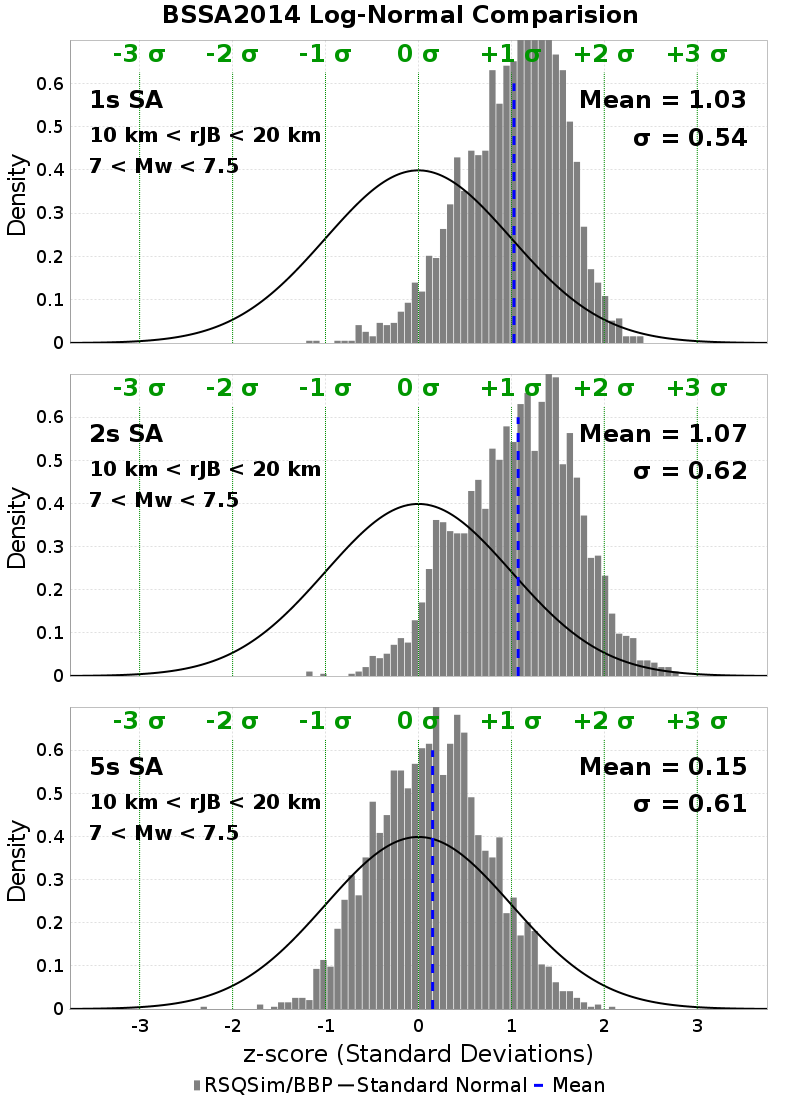 BSSA2014 Log-Normal Comparision
-3 σ -2 σ -1 σ 0 σ +1 σ +2 σ +3 σ
0.6
1s SA Mean = 1.03
0.5
10 km < rJB < 20 km σ = 0.54
7 < Mw < 7.5
0.4
0.3
0.2
0.1
0
Density
-3 σ -2 σ -1 σ 0 σ +1 σ +2 σ +3 σ
0.6
2s SA Mean = 1.07
0.5
10 km < rJB < 20 km σ = 0.62
7 < Mw < 7.5
0.4
0.3
0.2
0.1
0
Density
-3 σ -2 σ -1 σ 0 σ +1 σ +2 σ +3 σ
0.6
5s SA Mean = 0.15
0.5
10 km < rJB < 20 km σ = 0.61
7 < Mw < 7.5
0.4
0.3
0.2
0.1
0
Density
-3 -2 -1 0 1 2 3
z-score (Standard Deviations)
RSQSim/BBP Standard Normal Mean